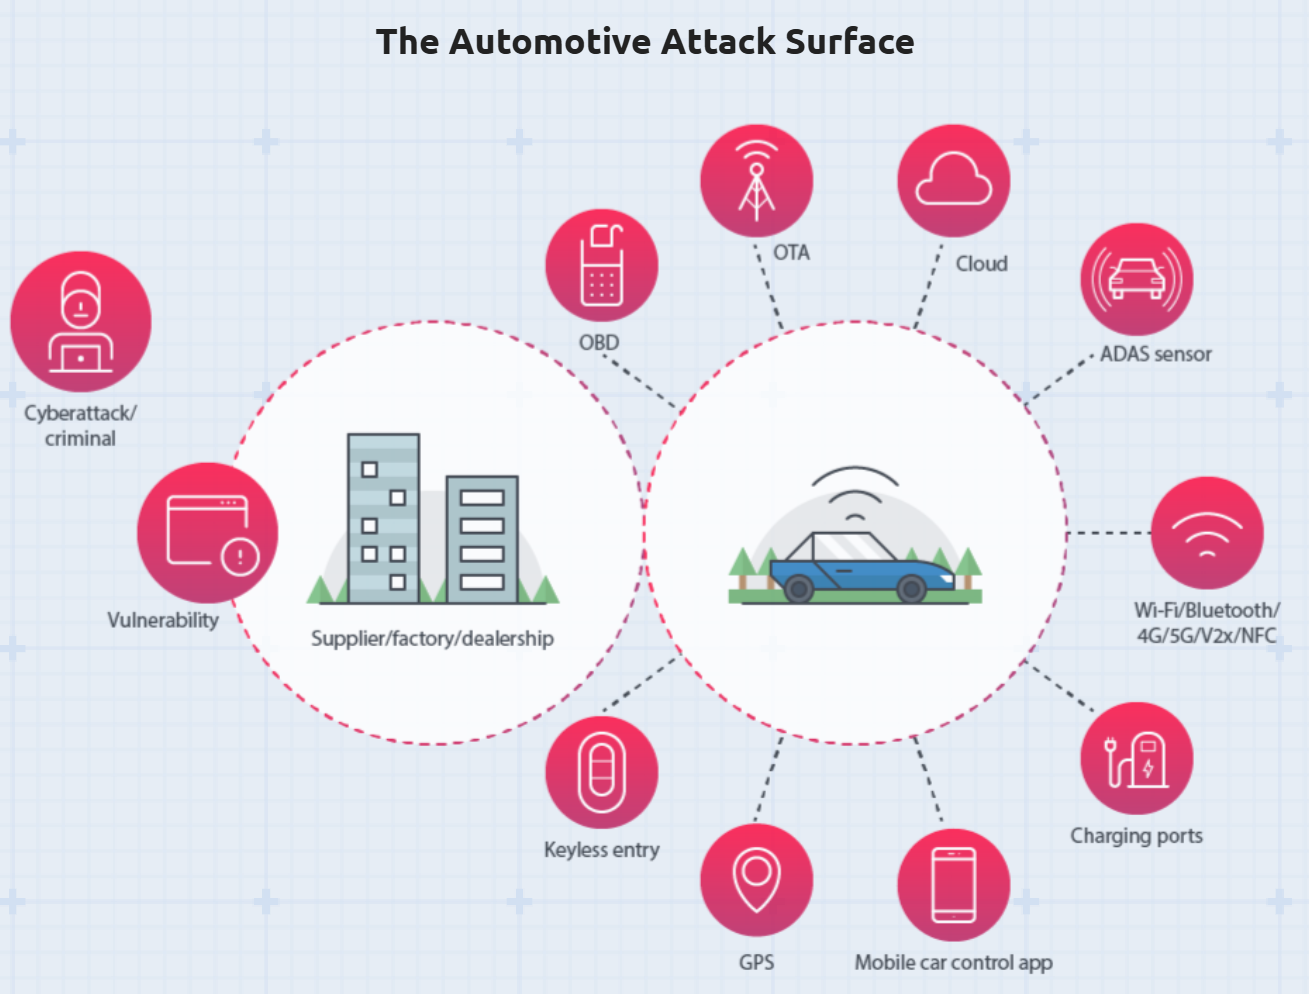 The Automotive Attack Surface
OTA
Cloud
OBD
ADAS sensor
Cyberattack/
criminal
Vulnerability
Supplier/factory/dealership
Wi-Fi/Bluetooth/
4G/5G/V2x/NFC
Keyless entry
Charging ports
GPS
Mobile car control app